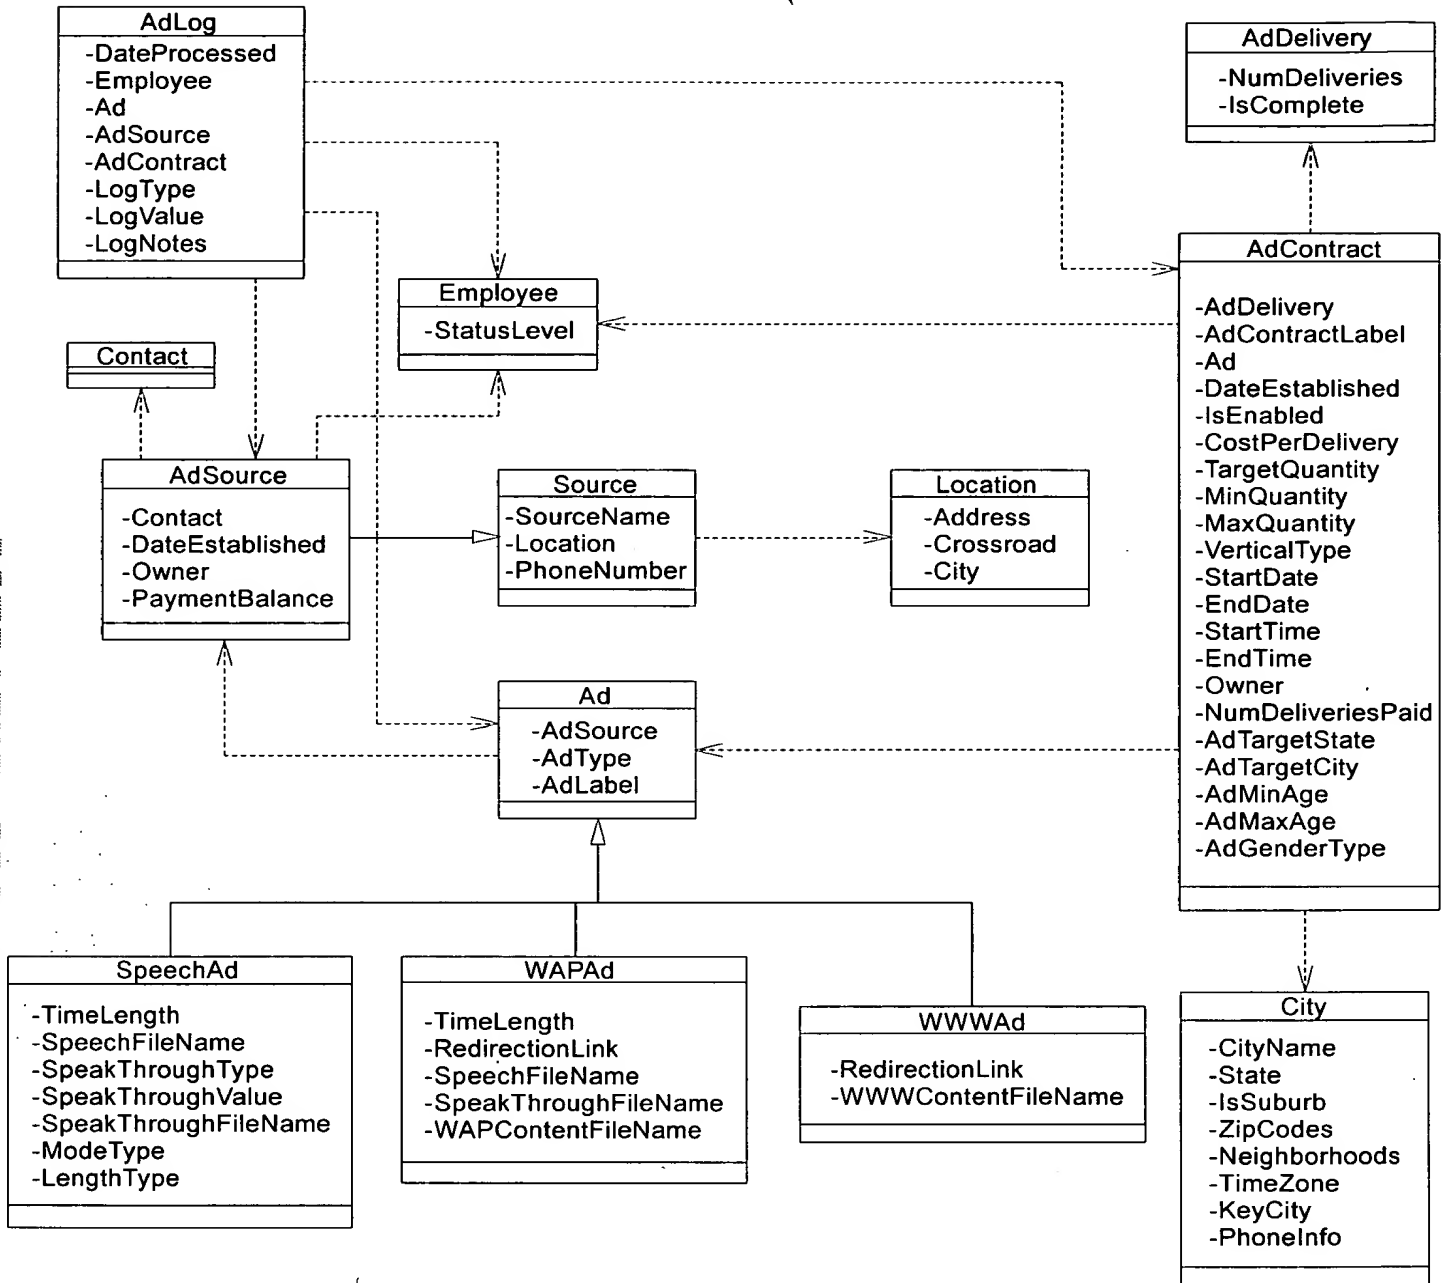 AdLog
-DateProcessed
-Employee
-Ad
-AdSource
-AdContract
-LogType
-LogValue
-LogNotes
AdDelivery
-NumDeliveries
-IsComplete
Employee
-StatusLevel
Contact
AdContract
-AdDelivery
-AdContractLabel
-Ad
-DateEstablished
-IsEnabled
-CostPerDelivery
-TargetQuantity
-MinQuantity
-MaxQuantity
-VerticalType
-StartDate
-EndDate
-StartTime
-EndTime
-Owner
-NumDeliveriesPaid
-AdTargetState
-AdTargetCity
-AdMinAge
-AdMaxAge
-AdGenderType
AdSource
-Contact
-DateEstablished
-Owner
-PaymentBalance
Source
-SourceName
-Location
-PhoneNumber
Location
-Address
-Crossroad
-City
Ad
-AdSource
-AdType
-AdLabel
SpeechAd
-TimeLength
-SpeechFileName
-SpeakThroughType
-SpeakThroughValue
-SpeakThroughFileName
-ModeType
-LengthType
WAPAd
-TimeLength
-RedirectionLink
-SpeechFileName
-SpeakThroughFileName
-WAPContentFileName
WWWAd
-RedirectionLink
-WWWContentFileName
City
-CityName
-State
-IsSuburb
-ZipCodes
-Neighborhoods
-TimeZone
-KeyCity
-PhoneInfo